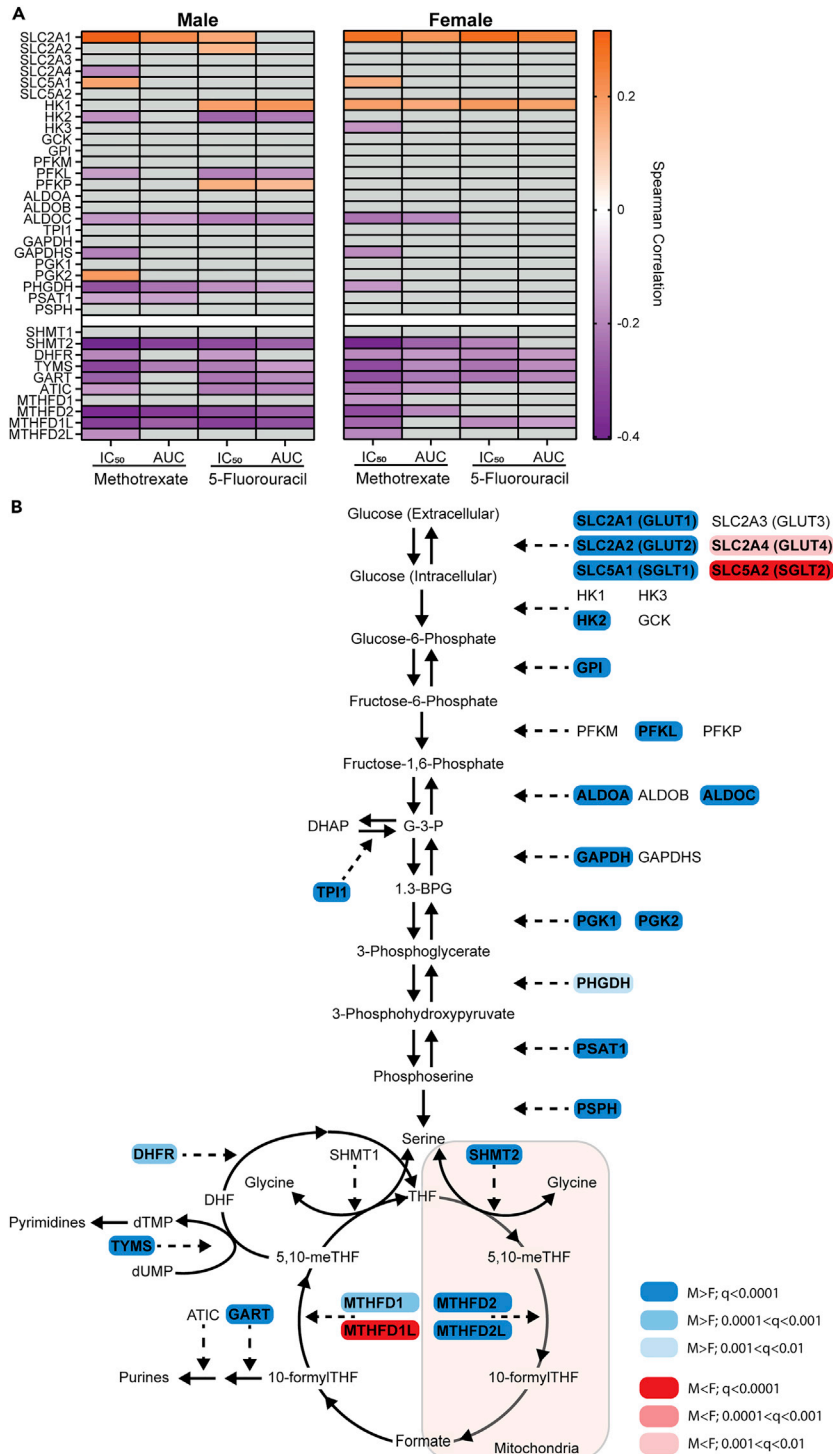 A
Male
Female
SLC2A1
SLC2A2
SLC2A3
SLC2A4
SLC5A1
SLC5A2
HK1
HK2
HK3
GCK
GPI
PFKM
PFKL
PFKP
ALDOA
ALDOB
ALDOC
TPI1
GAPDH
GAPDHS
PGK1
PGK2
PHGDH
PSAT1
PSPH
SHMT1
SHMT2
DHFR
TYMS
GART
ATIC
MTHFD1
MTHFD2
MTHFD1L
MTHFD2L
IC₅₀ AUC IC₅₀ AUC
Methotrexate 5-Fluorouracil
IC₅₀ AUC IC₅₀ AUC
Methotrexate 5-Fluorouracil
0.2
0
-0.2
-0.4
Spearman Correlation
B
Glucose (Extracellular)
SLC2A1 (GLUT1) SLC2A3 (GLUT3)
SLC2A2 (GLUT2) SLC2A4 (GLUT4)
SLC5A1 (SGLT1) SLC5A2 (SGLT2)
Glucose (Intracellular)
HK1 HK3
HK2 GCK
Glucose-6-Phosphate
GPI
Fructose-6-Phosphate
PFKM PFKL PFKP
Fructose-1,6-Phosphate
ALDOA ALDOB ALDOC
DHAP G-3-P
GAPDH GAPDHS
TPI1
1.3-BPG
PGK1 PGK2
3-Phosphoglycerate
PHGDH
3-Phosphohydroxypyruvate
PSAT1
Phosphoserine
PSPH
Serine
DHFR SHMT1 SHMT2
Glycine THF Glycine
DHF
Pyrimidines dTMP
TYMS
5,10-meTHF 5,10-meTHF
dUMP
MTHFD1 MTHFD2
MTHFD1L MTHFD2L
ATIC GART
Purines 10-formylTHF 10-formylTHF
Formate
Mitochondria
M>F; q<0.0001
M>F; 0.0001<q<0.001
M>F; 0.001<q<0.01
M<F; q<0.0001
M<F; 0.0001<q<0.001
M<F; 0.001<q<0.01